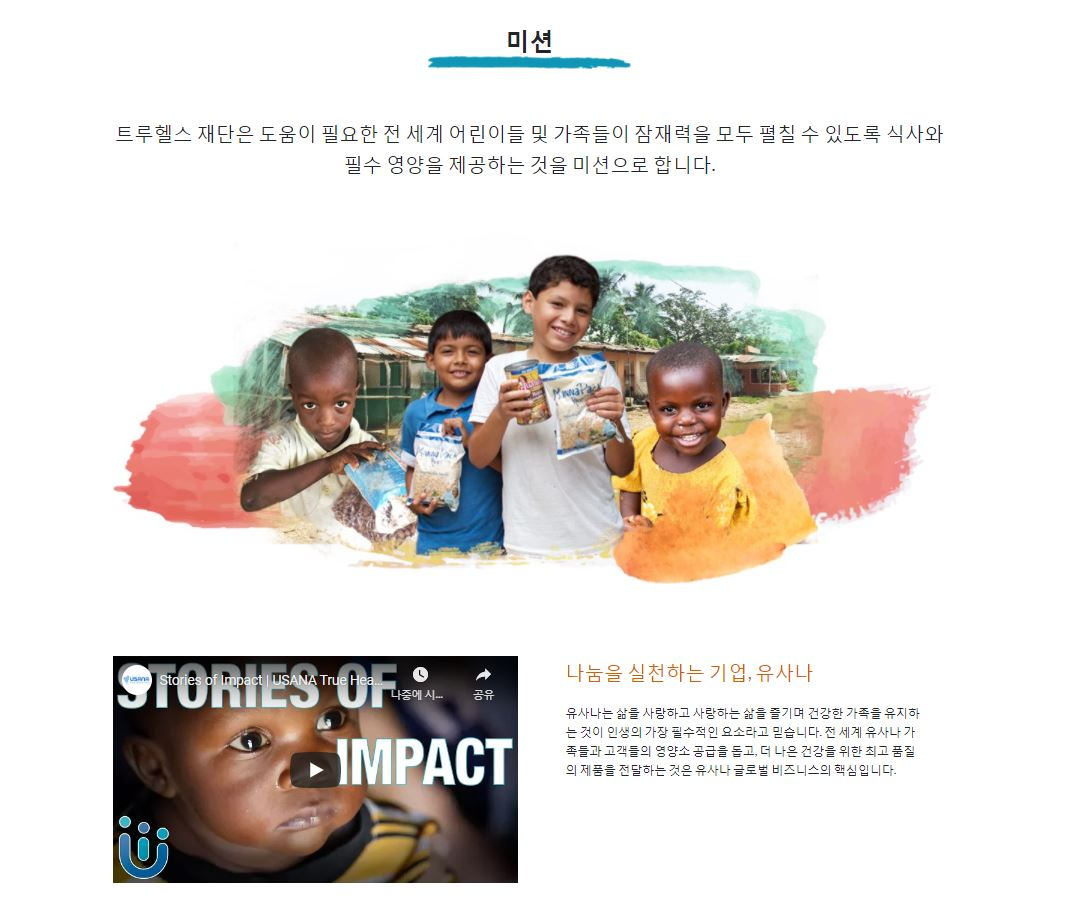 미션
트루헬스 재단은 도움이 필요한 전 세계 어린이들 및 가족들이 잠재력을 모두 펼칠 수 있도록 식사와
필수 영양을 제공하는 것을 미션으로 합니다.
MannaPack
MannaPack
STORIES OF
USANA
Stories of Impact | USANA True Hea...
나중에 시...
공유
IMPACT
나눔을 실천하는 기업, 유사나
유사나는 삶을 사랑하고 사랑하는 삶을 즐기며 건강한 가족을 유지하
는 것이 인생의 가장 필수적인 요소라고 믿습니다. 전 세계 유사나 가
족들과 고객들의 영양소 공급을 돕고, 더 나은 건강을 위한 최고 품질
의 제품을 전달하는 것은 유사나 글로벌 비즈니스의 핵심입니다.